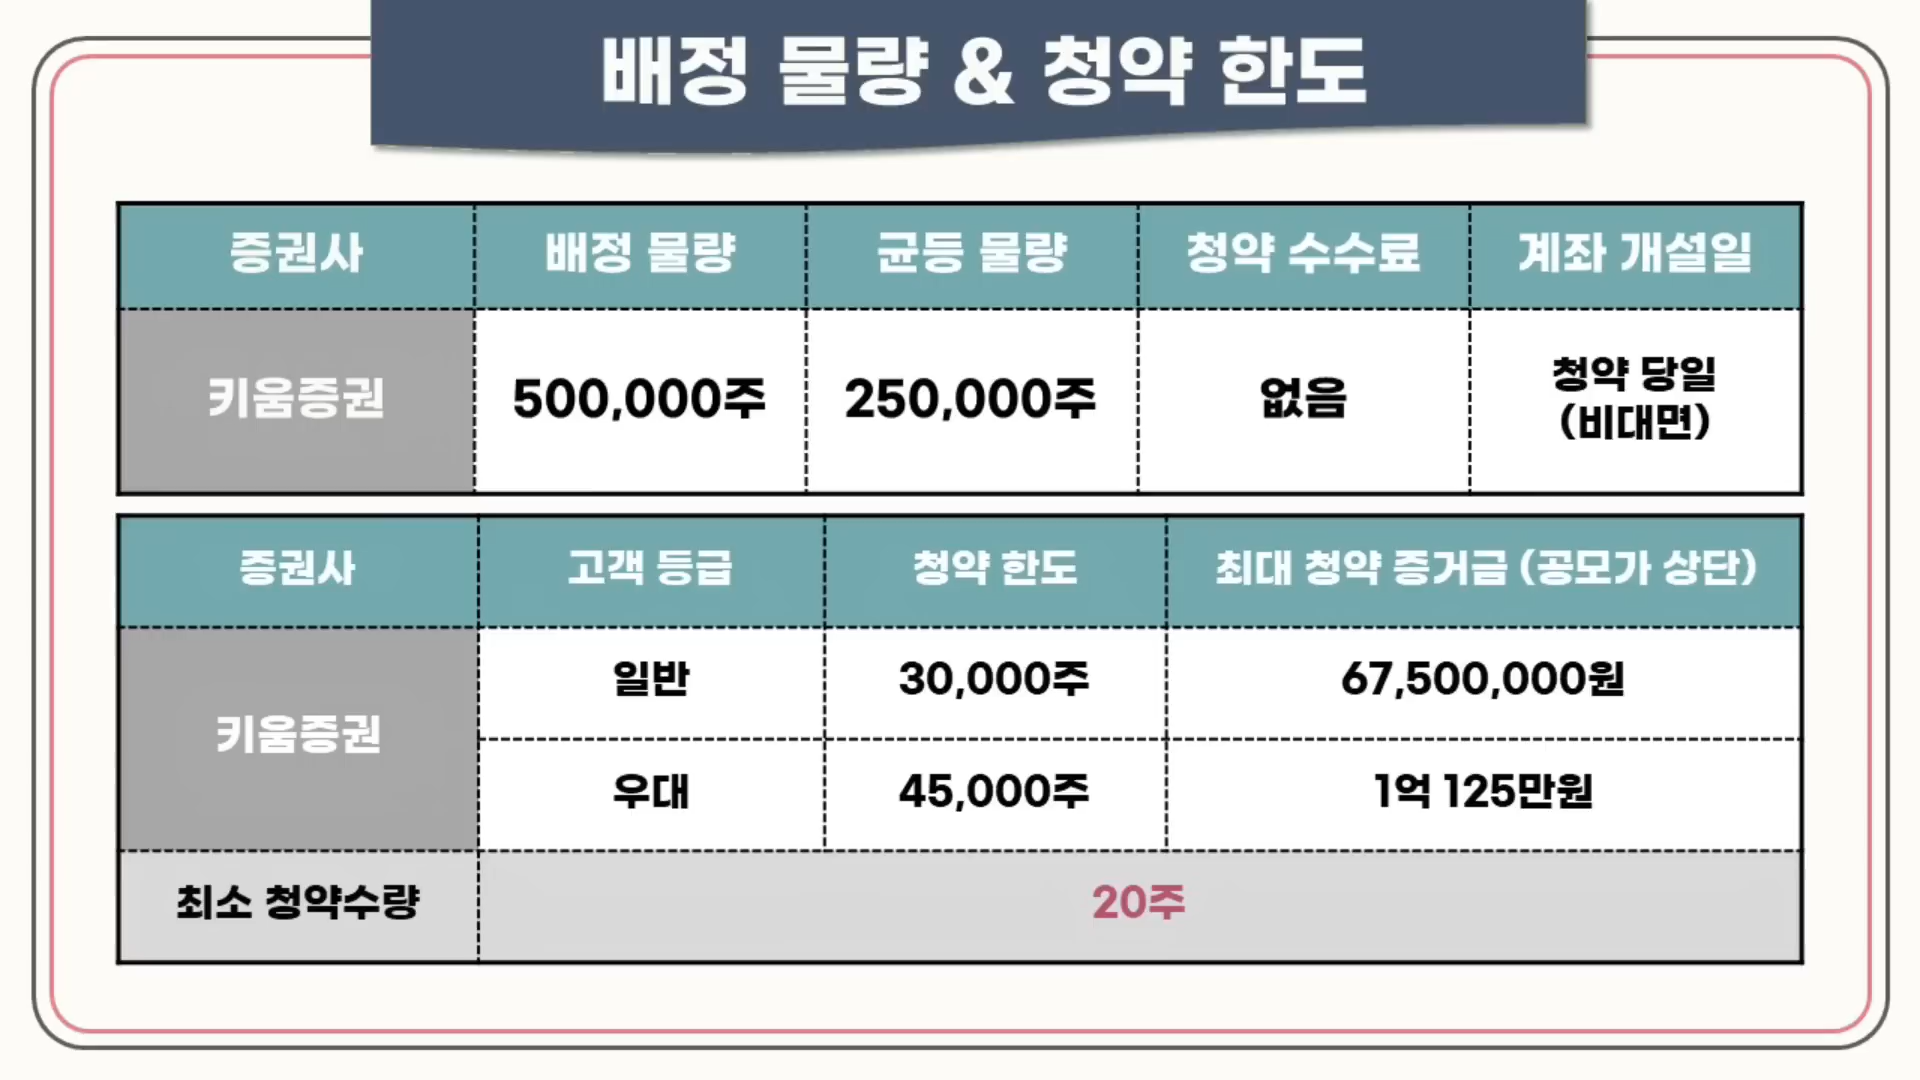 배정 물량 & 청약 한도
증권사 배정 물량 균등 물량 청약 수수료 계좌 개설일
키움증권 500,000주 250,000주 없음 청약 당일
(비대면)
증권사 고객 등급 청약 한도 최대 청약 증거금 (공모가 상단)
키움증권
일반 30,000주 67,500,000원
우대 45,000주 1억 125만원
최소 청약수량 20주